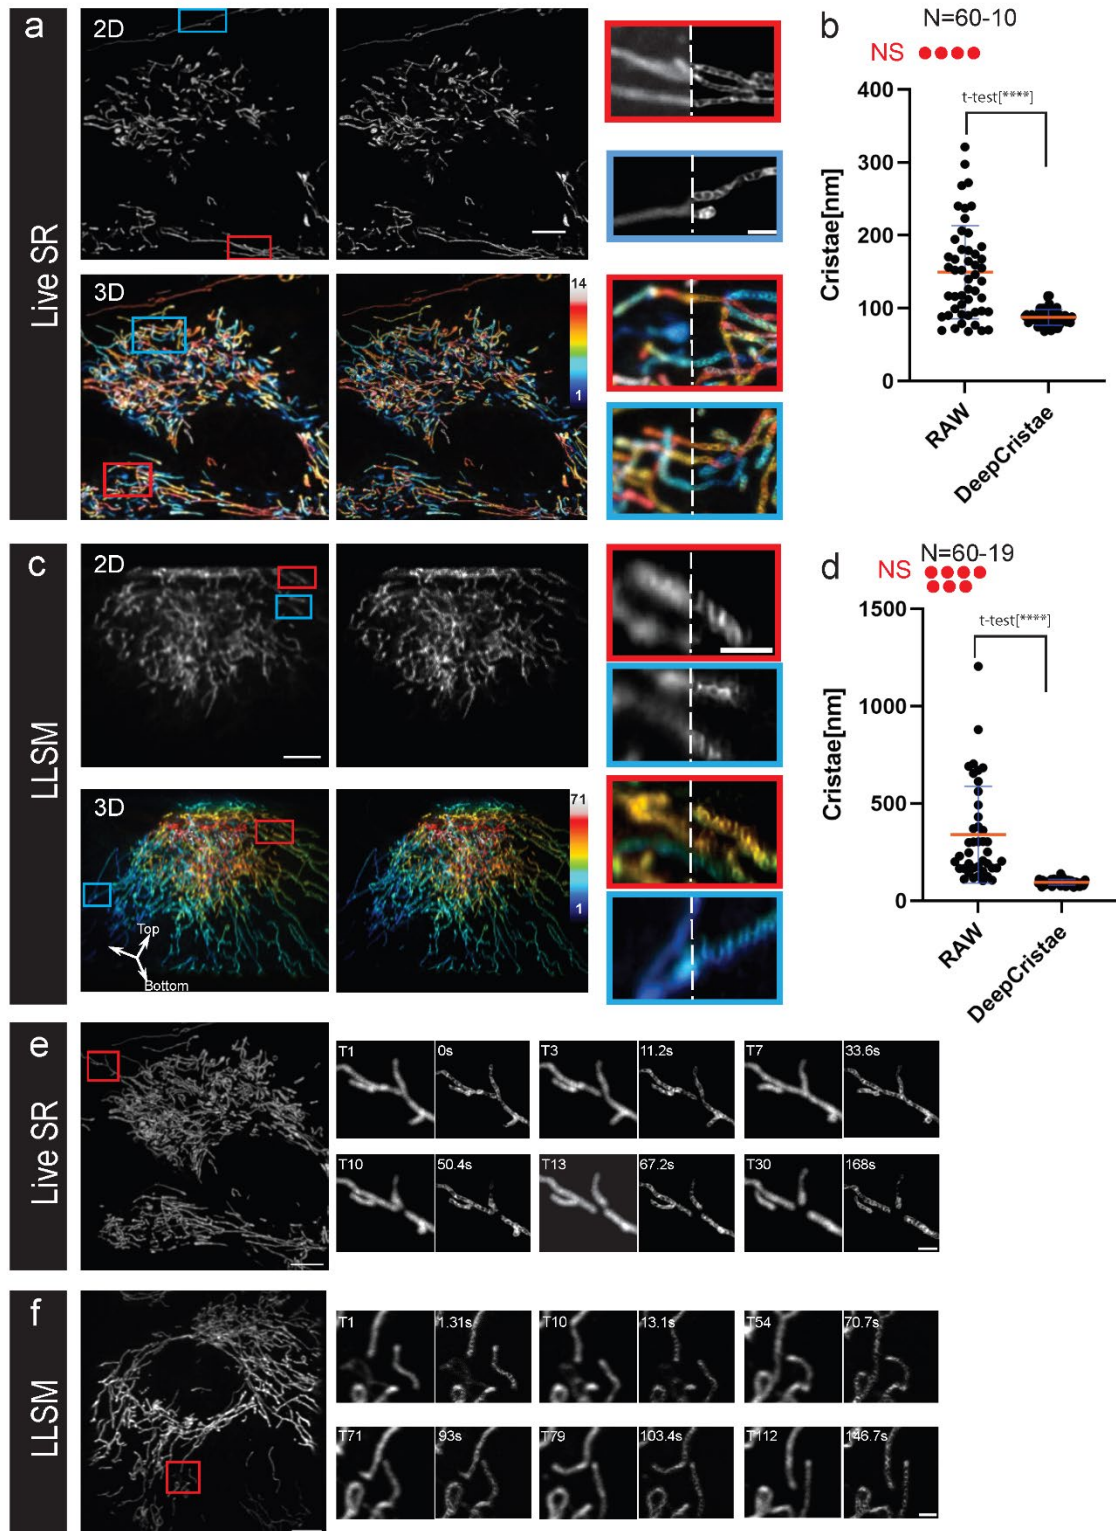 a
Live SR
2D
3D
14
1
b
N=60-10
NS
t-test[****]
Cristae[nm]
400
300
200
100
0
RAW
DeepCristae
c
LLSM
2D
3D
71
1
Top
Bottom
d
N=60-19
NS
t-test[****]
Cristae[nm]
1500
1000
500
0
RAW
DeepCristae
e
Live SR
T1 0s T3 11.2s T7 33.6s
T10 50.4s T13 67.2s T30 168s
f
LLSM
T1 1.31s T10 13.1s T54 70.7s
T71 93s T79 103.4s T112 146.7s